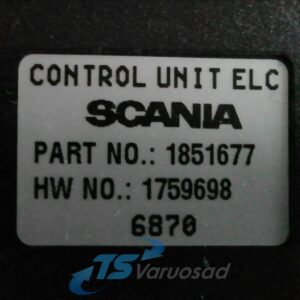 CONTROL UNIT ELC
SCANIA
PART NO.: 1851677
HW NO.: 1759698
6870
TS Varuosad